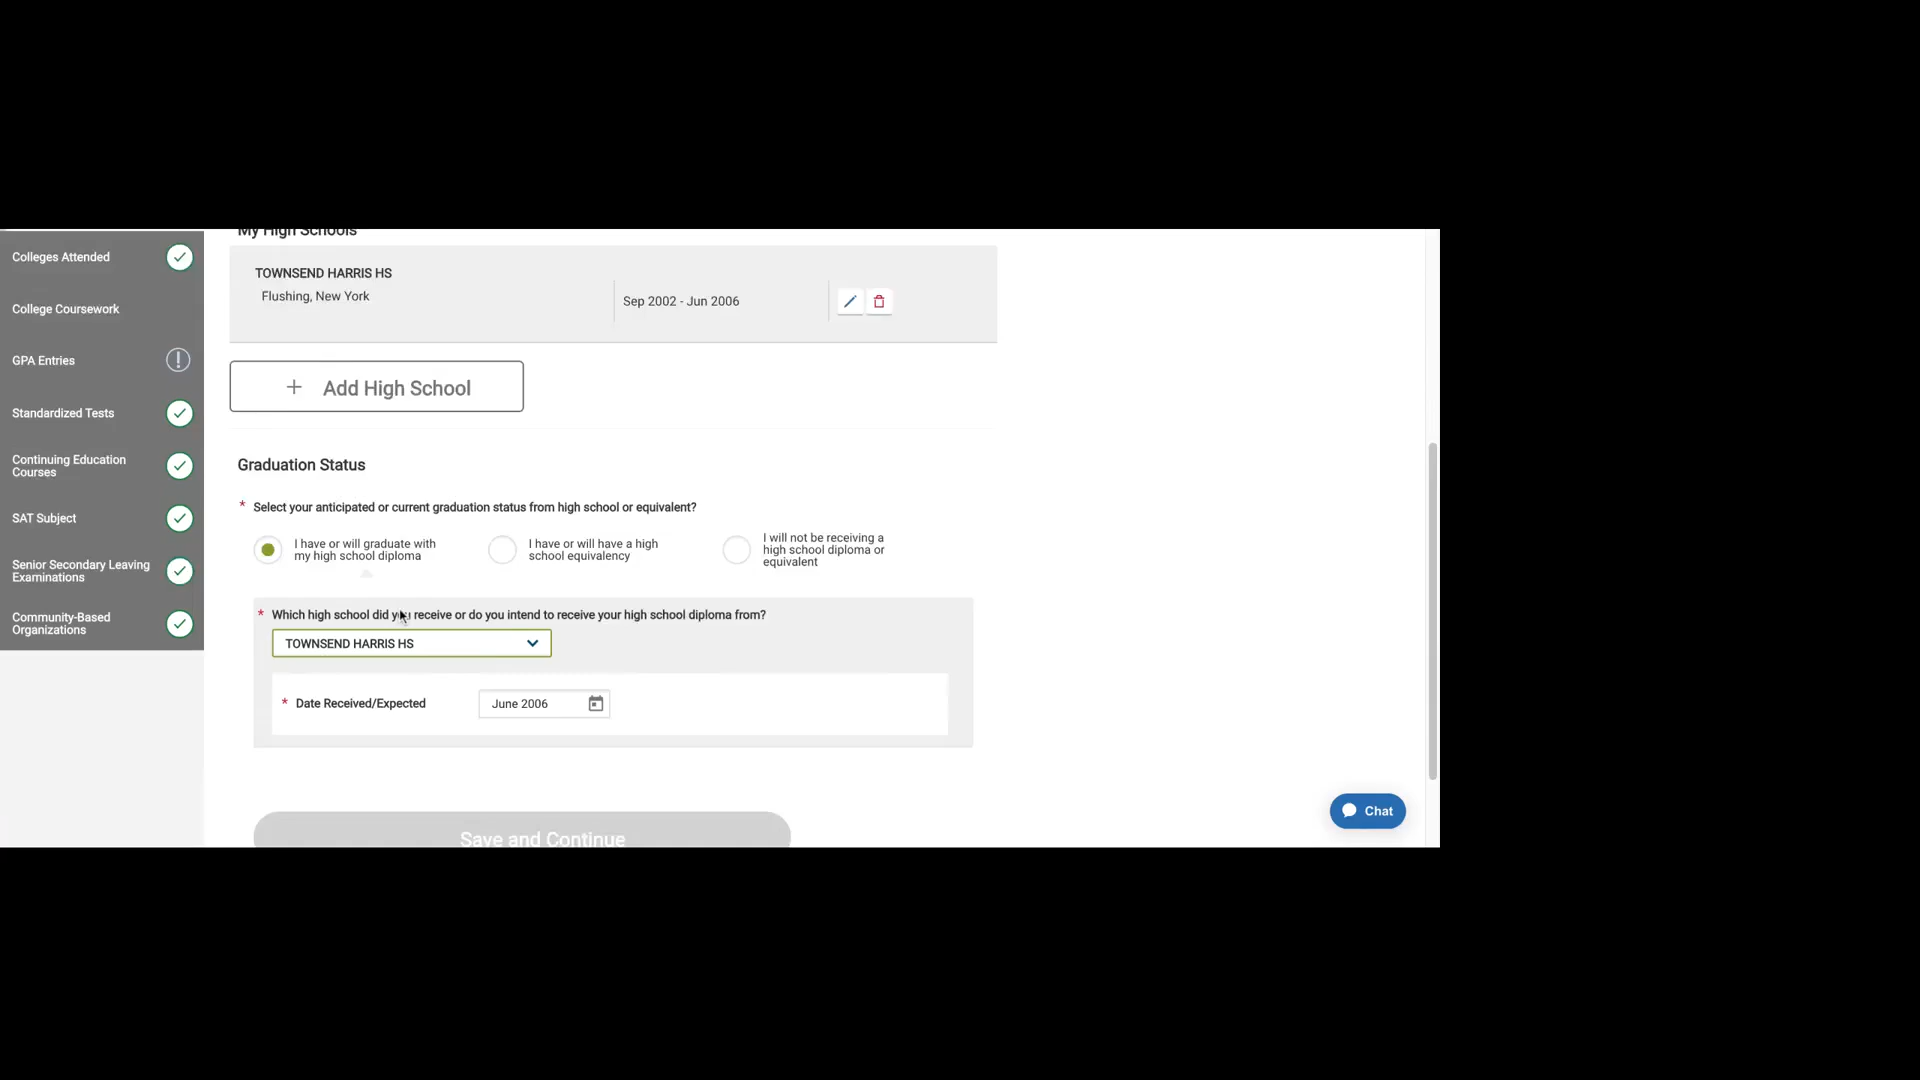 My High Schools
Colleges Attended
TOWNSEND HARRIS HS
Flushing, New York
Sep 2002 - Jun 2006
College Coursework
GPA Entries
+ Add High School
Standardized Tests
Continuing Education
Courses
Graduation Status
* Select your anticipated or current graduation status from high school or equivalent?
SAT Subject
I have or will graduate with
my high school diploma
I have or will have a high
school equivalency
I will not be receiving a
high school diploma or
equivalent
Senior Secondary Leaving
Examinations
Community-Based
Organizations
* Which high school did you receive or do you intend to receive your high school diploma from?
TOWNSEND HARRIS HS
* Date Received/Expected
June 2006
Chat
Save and Continue